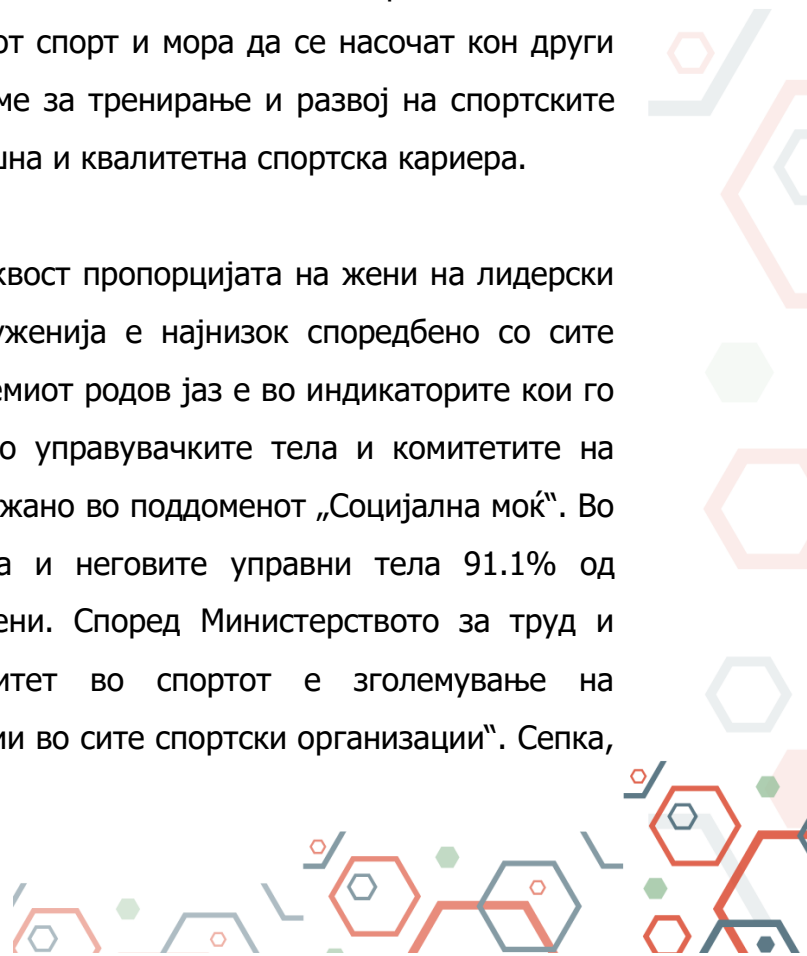 от спорт и мора да се насочат кон други
ме за тренирање и развој на спортските
на и квалитетна спортска кариера.
квост пропорцијата на жени на лидерски
уженија е најнизок споредбено со сите
емиот родов јаз е во индикаторите кои го
о управувачките тела и комитетите на
жано во поддоменот „Социјална моќ“. Во
а и неговите управни тела 91.1% од
ени. Според Министерството за труд и
итет во спортот е зголемување на
ии во сите спортски организации“. Сепка,